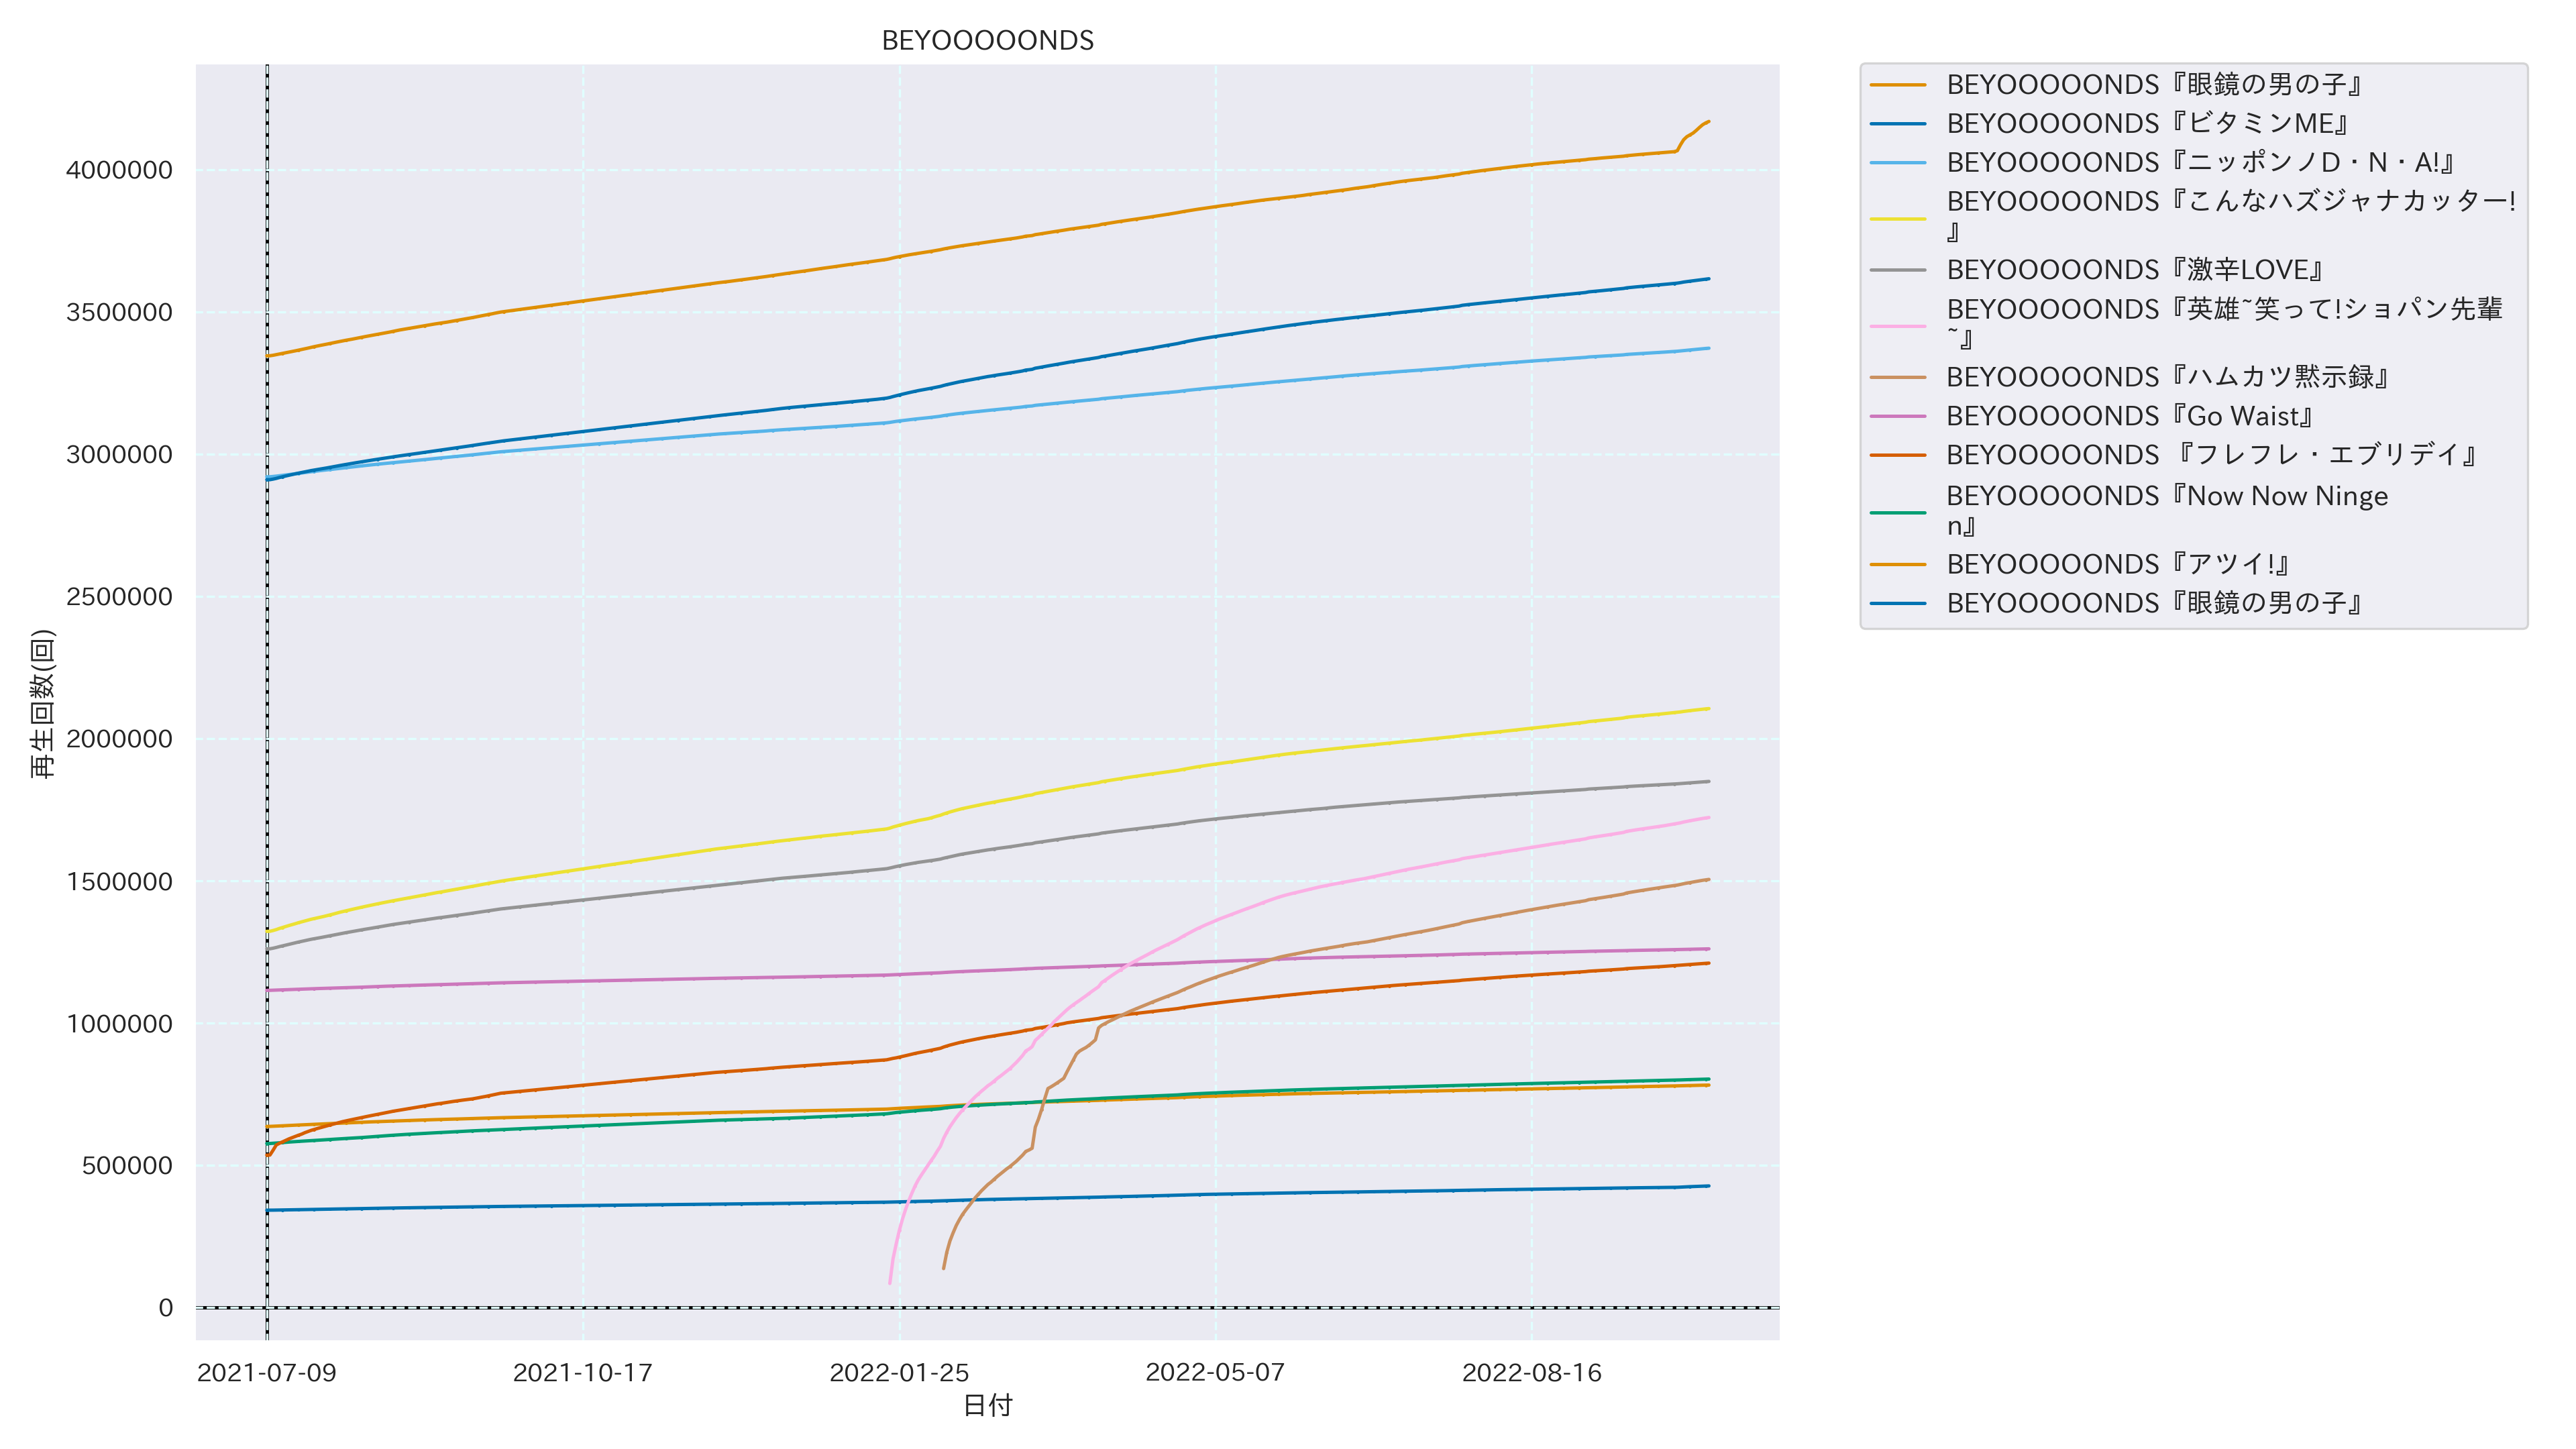 BEYOOOOONDS
4000000
3500000
3000000
2500000
2000000
1500000
1000000
500000
0
再生回数(回)
2021-07-09
2021-10-17
2022-01-25
2022-05-07
2022-08-16
日付
BEYOOOOONDS『眼鏡の男の子』
BEYOOOOONDS『ビタミンME』
BEYOOOOONDS『ニッポンノD・N・A!』
BEYOOOOONDS『こんなハズジャナカッター!
』
BEYOOOOONDS『激辛LOVE』
BEYOOOOONDS『英雄~笑って!ショパン先輩
~』
BEYOOOOONDS『ハムカツ黙示録』
BEYOOOOONDS『Go Waist』
BEYOOOOONDS 『フレフレ・エブリデイ』
BEYOOOOONDS『Now Now Ninge
n』
BEYOOOOONDS『アツイ!』
BEYOOOOONDS『眼鏡の男の子』